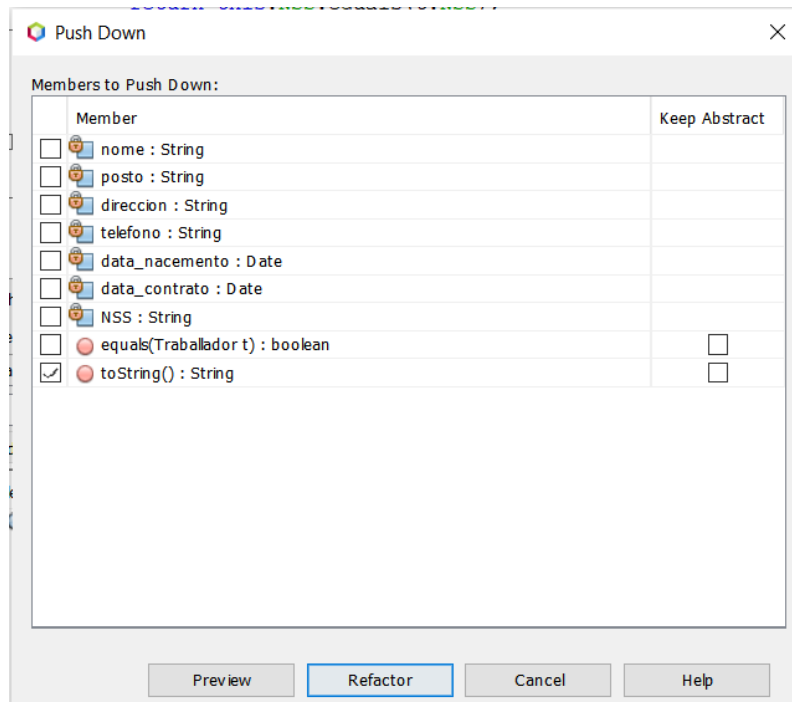 Push Down
Members to Push Down:
Member Keep Abstract
nome : String
posto : String
direccion : String
telefono : String
data_nacemento : Date
data_contrato : Date
NSS : String
equals(Traballador t) : boolean
toString() : String
Preview Refactor Cancel Help